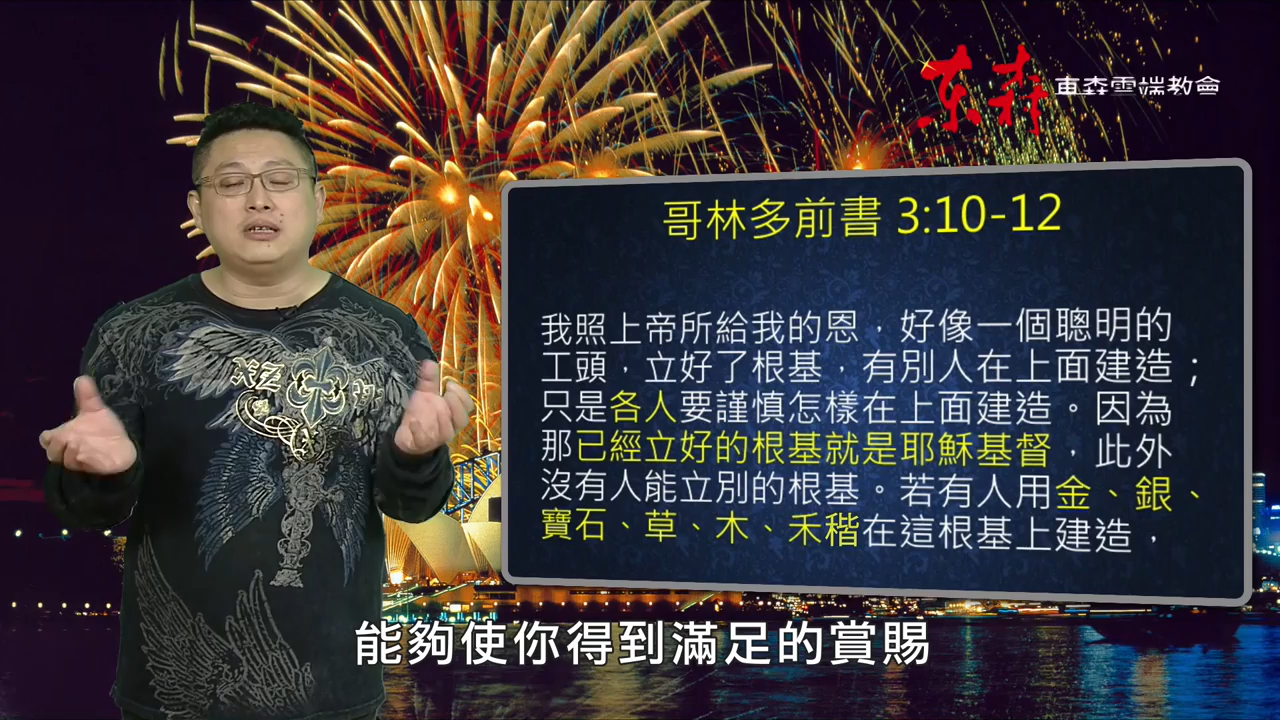 东森 東森雲端教會
哥林多前書 3:10-12
我照上帝所給我的恩，好像一個聰明的
工頭，立好了根基，有別人在上面建造；
只是各人要謹慎怎樣在上面建造。因為
那已經立好的根基就是耶穌基督，此外
沒有人能立別的根基。若有人用金、銀、
寶石、草、木、禾稭在這根基上建造，
能夠使你得到滿足的賞賜